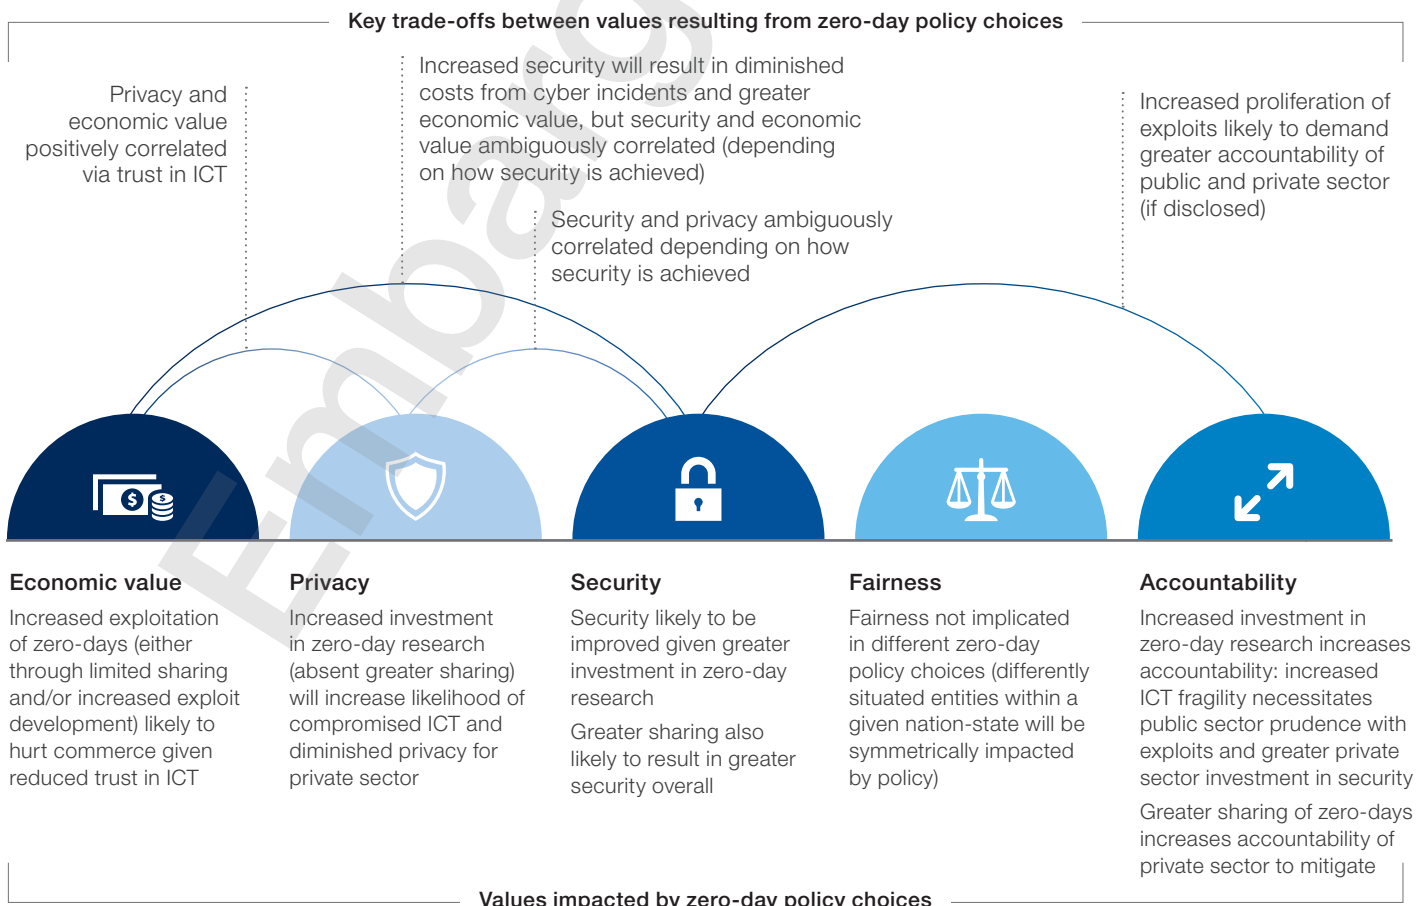 Key trade-offs between values resulting from zero-day policy choices
Privacy and
economic value
positively correlated
via trust in ICT
Increased security will result in diminished
costs from cyber incidents and greater
economic value, but security and economic
value ambiguously correlated (depending
on how security is achieved)
Security and privacy ambiguously
correlated depending on how
security is achieved
Increased proliferation of
exploits likely to demand
greater accountability of
public and private sector
(if disclosed)
Embarg
$
$
Economic value
Increased exploitation
of zero-days (either
through limited sharing
and/or increased exploit
development) likely to
hurt commerce given
reduced trust in ICT
Privacy
Increased investment
in zero-day research
(absent greater sharing)
will increase likelihood of
compromised ICT and
diminished privacy for
private sector
Security
Security likely to be
improved given greater
investment in zero-day
research
Greater sharing also
likely to result in greater
security overall
Fairness
Fairness not implicated
in different zero-day
policy choices (differently
situated entities within a
given nation-state will be
symmetrically impacted
by policy)
Accountability
Increased investment in
zero-day research increases
accountability: increased
ICT fragility necessitates
public sector prudence with
exploits and greater private
sector investment in security
Greater sharing of zero-days
increases accountability of
private sector to mitigate
Values impacted by zero-day policy choices